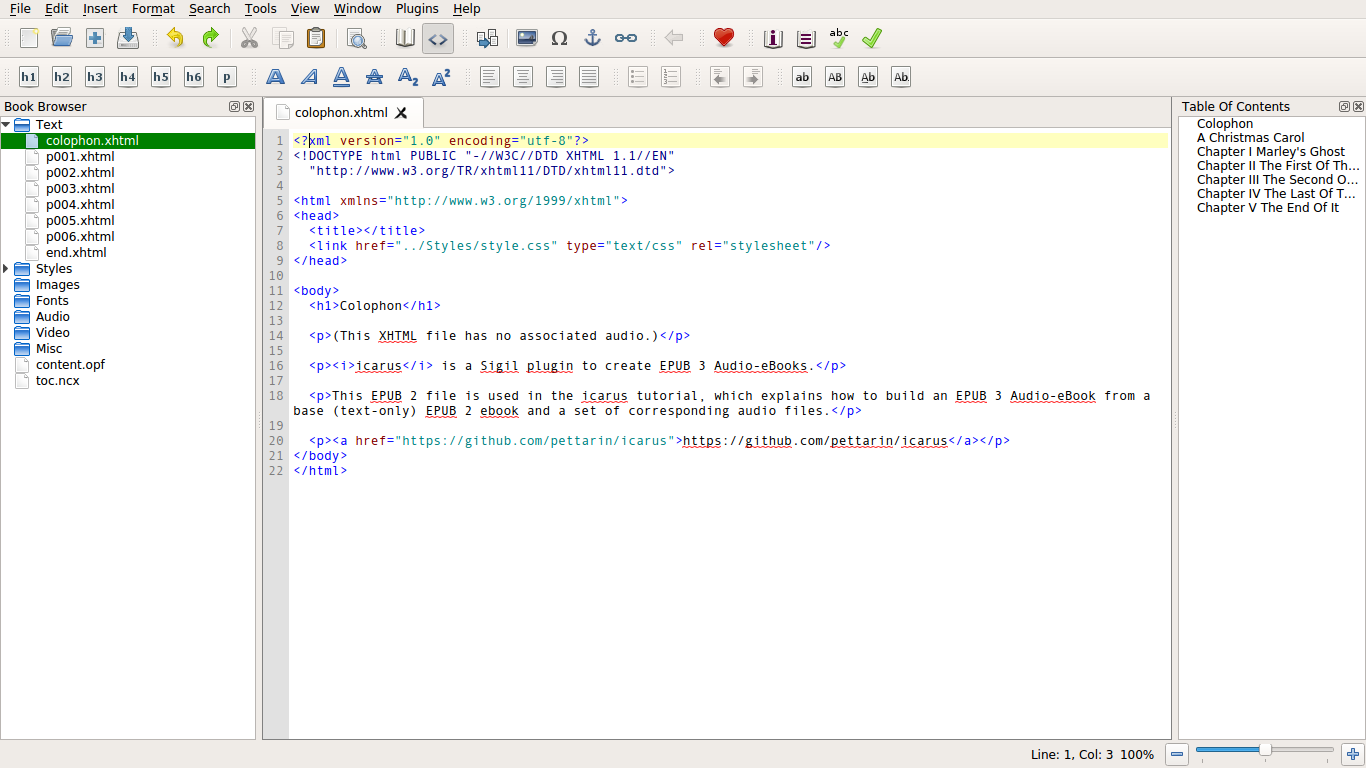 File Edit Insert Format Search Tools View Window Plugins Help
abc
h1 h2 h3 h4 h5 h6 p A A A A A2 A2 ab AB Ab Ab
Book Browser
Text
colophon.xhtml
p001.xhtml
p002.xhtml
p003.xhtml
p004.xhtml
p005.xhtml
p006.xhtml
end.xhtml
Styles
Images
Fonts
Audio
Video
Misc
content.opf
toc.ncx
colophon.xhtml
1 <?xml version="1.0" encoding="utf-8"?>
2 <!DOCTYPE html PUBLIC "-//W3C//DTD XHTML 1.1//EN"
3 "http://www.w3.org/TR/xhtml11/DTD/xhtml11.dtd">
4
5 <html xmlns="http://www.w3.org/1999/xhtml">
6 <head>
7 <title></title>
8 <link href="../Styles/style.css" type="text/css" rel="stylesheet"/>
9 </head>
10
11 <body>
12 <h1>Colophon</h1>
13
14 <p>(This XHTML file has no associated audio.)</p>
15
16 <p><i>icarus</i> is a Sigil plugin to create EPUB 3 Audio-eBooks.</p>
17
18 <p>This EPUB 2 file is used in the icarus tutorial, which explains how to build an EPUB 3 Audio-eBook from a
base (text-only) EPUB 2 ebook and a set of corresponding audio files.</p>
19
20 <p><a href="https://github.com/pettarin/icarus">https://github.com/pettarin/icarus</a></p>
21 </body>
22 </html>
Table Of Contents
Colophon
A Christmas Carol
Chapter I Marley's Ghost
Chapter II The First Of Th...
Chapter III The Second O...
Chapter IV The Last Of T...
Chapter V The End Of It
Line: 1, Col: 3 100%